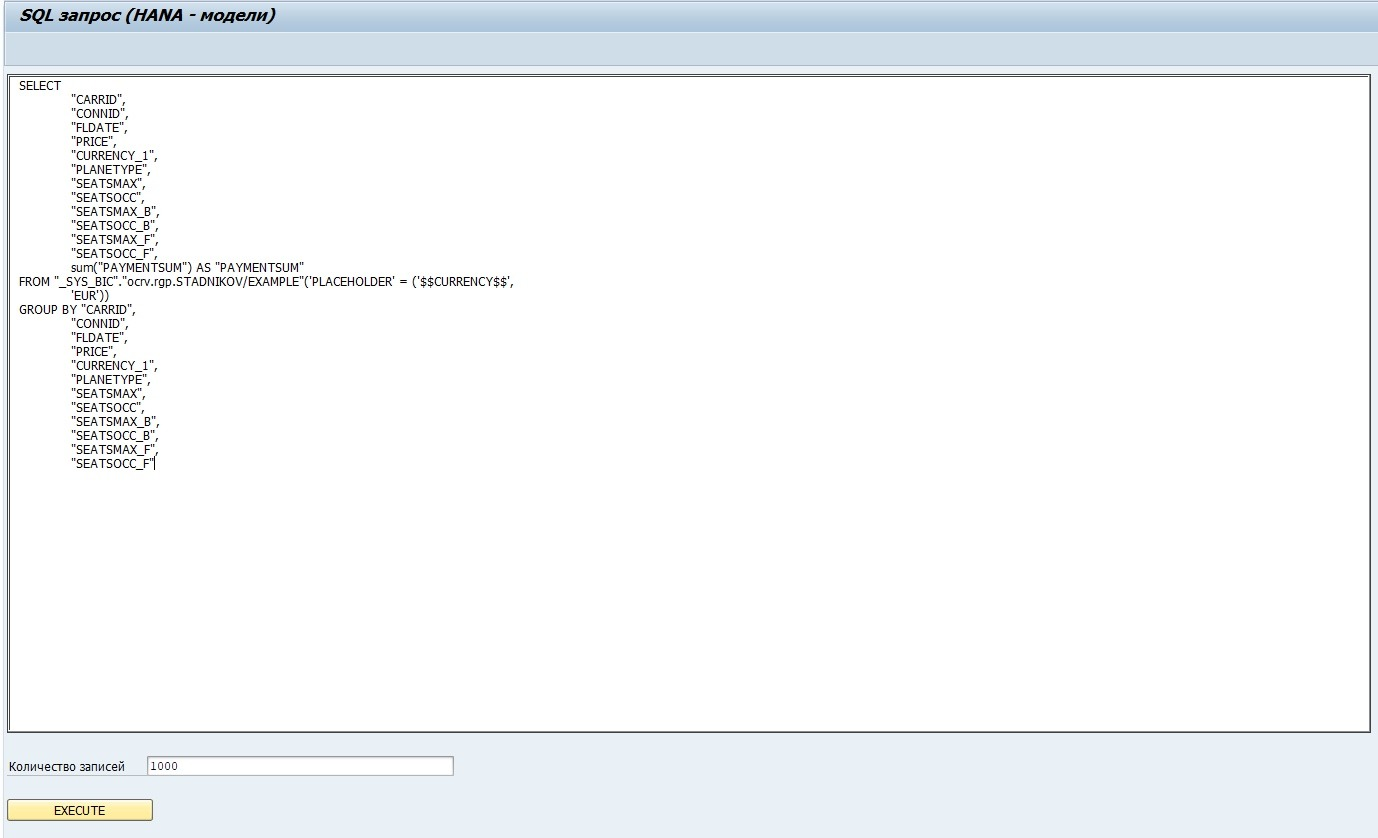 SQL запрос (HANA - модели)
SELECT
"CARRID",
"CONNID",
"FLDATE",
"PRICE",
"CURRENCY_1",
"PLANETYPE",
"SEATSMAX",
"SEATSOCC",
"SEATSMAX_B",
"SEATSOCC_B",
"SEATSMAX_F",
"SEATSOCC_F",
sum("PAYMENTSUM") AS "PAYMENTSUM"
FROM "_SYS_BIC"."ocrv.rgp.STADNIKOV/EXAMPLE"('PLACEHOLDER' = ('$$CURRENCY$$',
'EUR'))
GROUP BY "CARRID",
"CONNID",
"FLDATE",
"PRICE",
"CURRENCY_1",
"PLANETYPE",
"SEATSMAX",
"SEATSOCC",
"SEATSMAX_B",
"SEATSOCC_B",
"SEATSMAX_F",
"SEATSOCC_F"
Количество записей 1000
EXECUTE